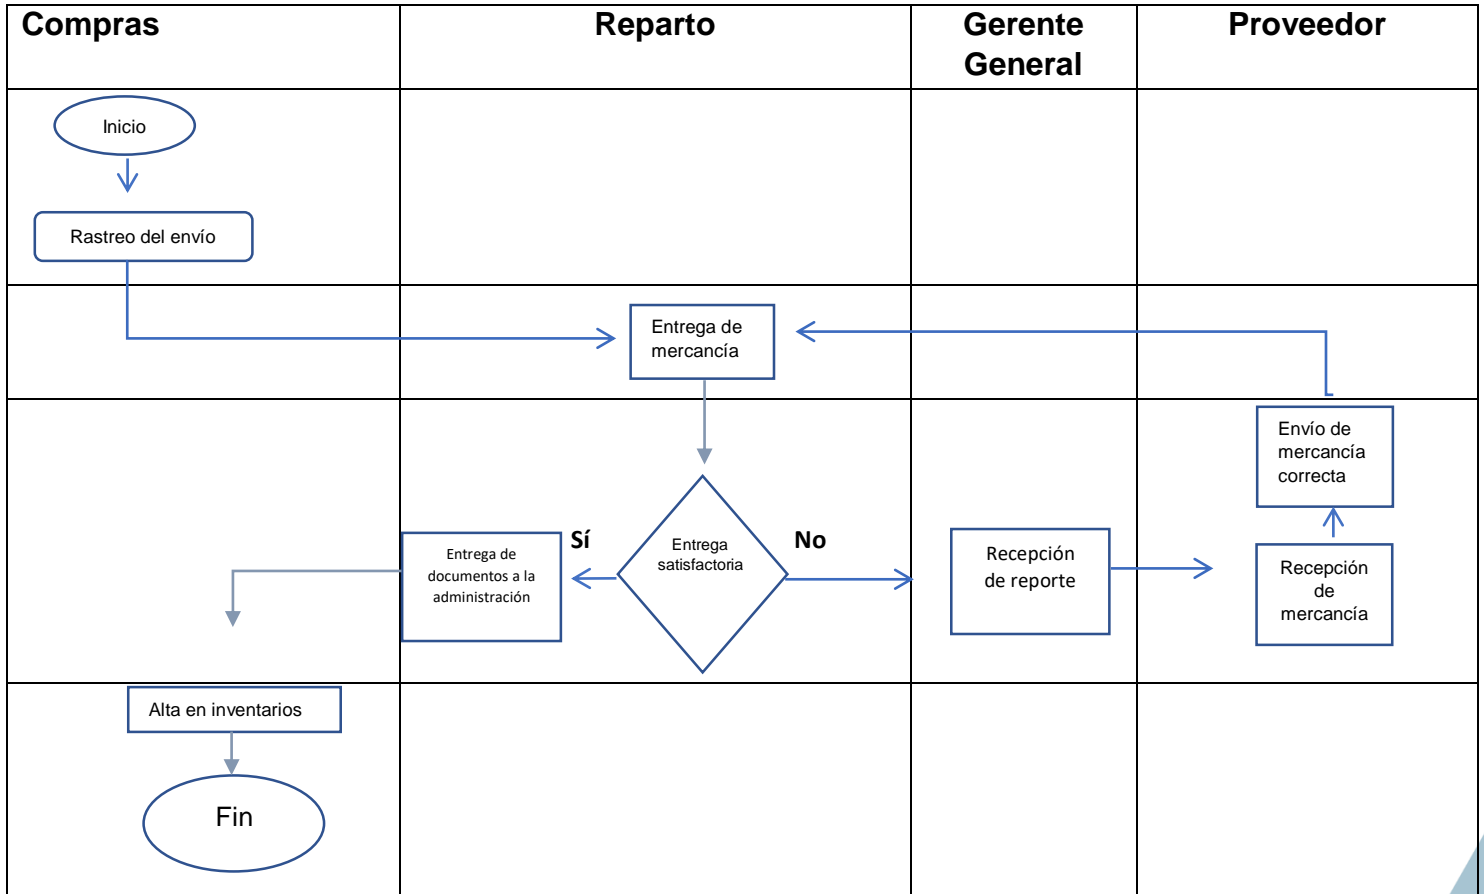 Compras
Reparto
Gerente
General
Proveedor
Inicio
Rastreo del envío
Entrega de
mercancía
Envío de
mercancía
correcta
Sí
No
Entrega de
documentos a la
administración
Entrega
satisfactoria
Recepción
de reporte
Recepción
de
mercancía
Alta en inventarios
Fin